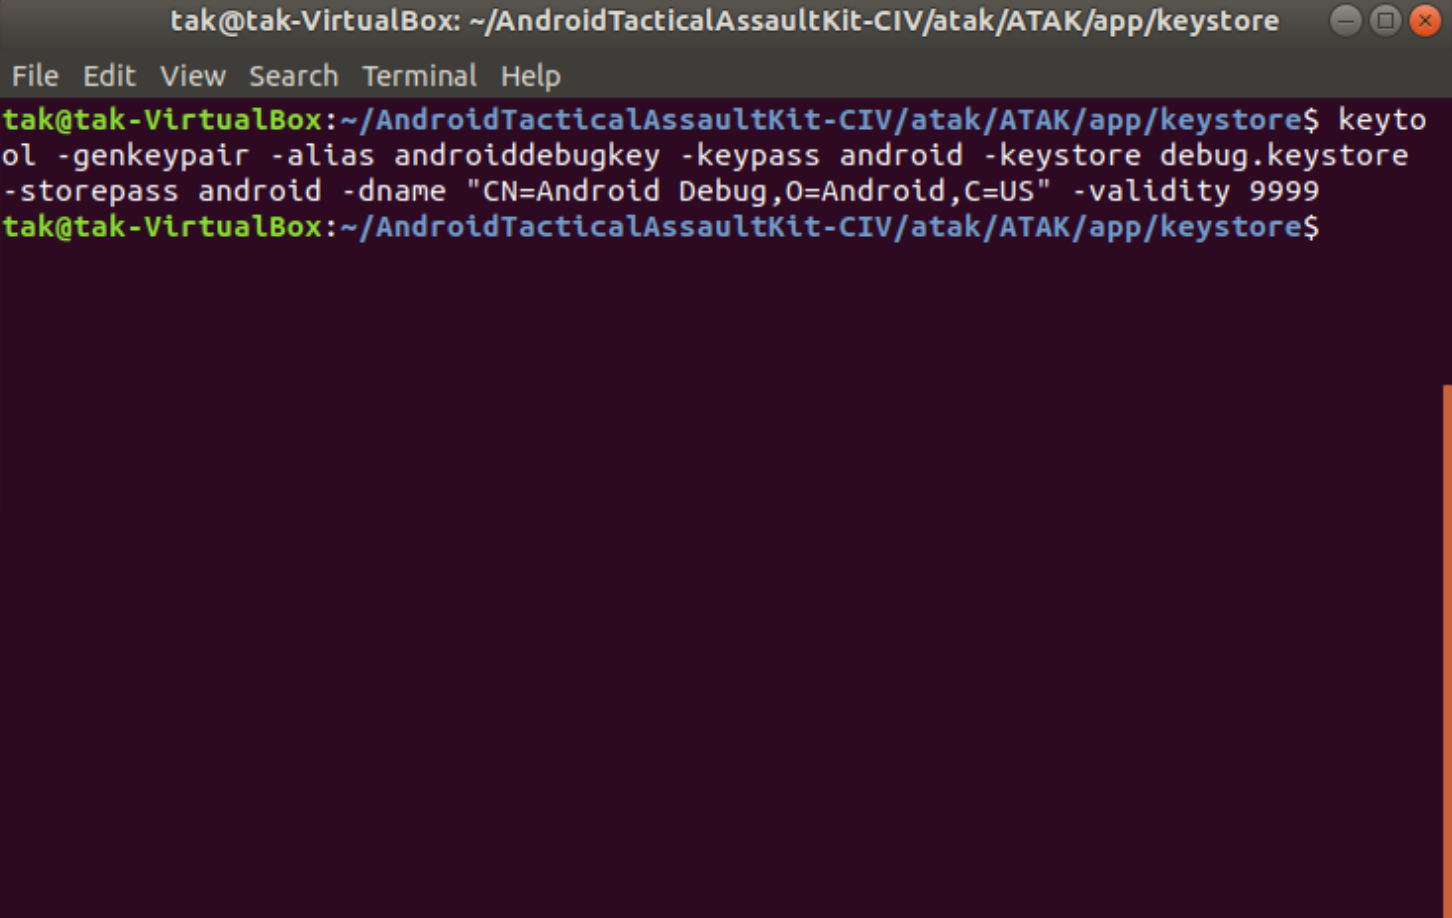 tak@tak-VirtualBox: ~/AndroidTacticalAssaultKit-CIV/atak/ATAK/app/keystore
File Edit View Search Terminal Help
tak@tak-VirtualBox:~/AndroidTacticalAssaultKit-CIV/atak/ATAK/app/keystore$ keyto
ol -genkeypair -alias androiddebugkey -keypass android -keystore debug.keystore
-storepass android -dname "CN=Android Debug,O=Android,C=US" -validity 9999
tak@tak-VirtualBox:~/AndroidTacticalAssaultKit-CIV/atak/ATAK/app/keystore$